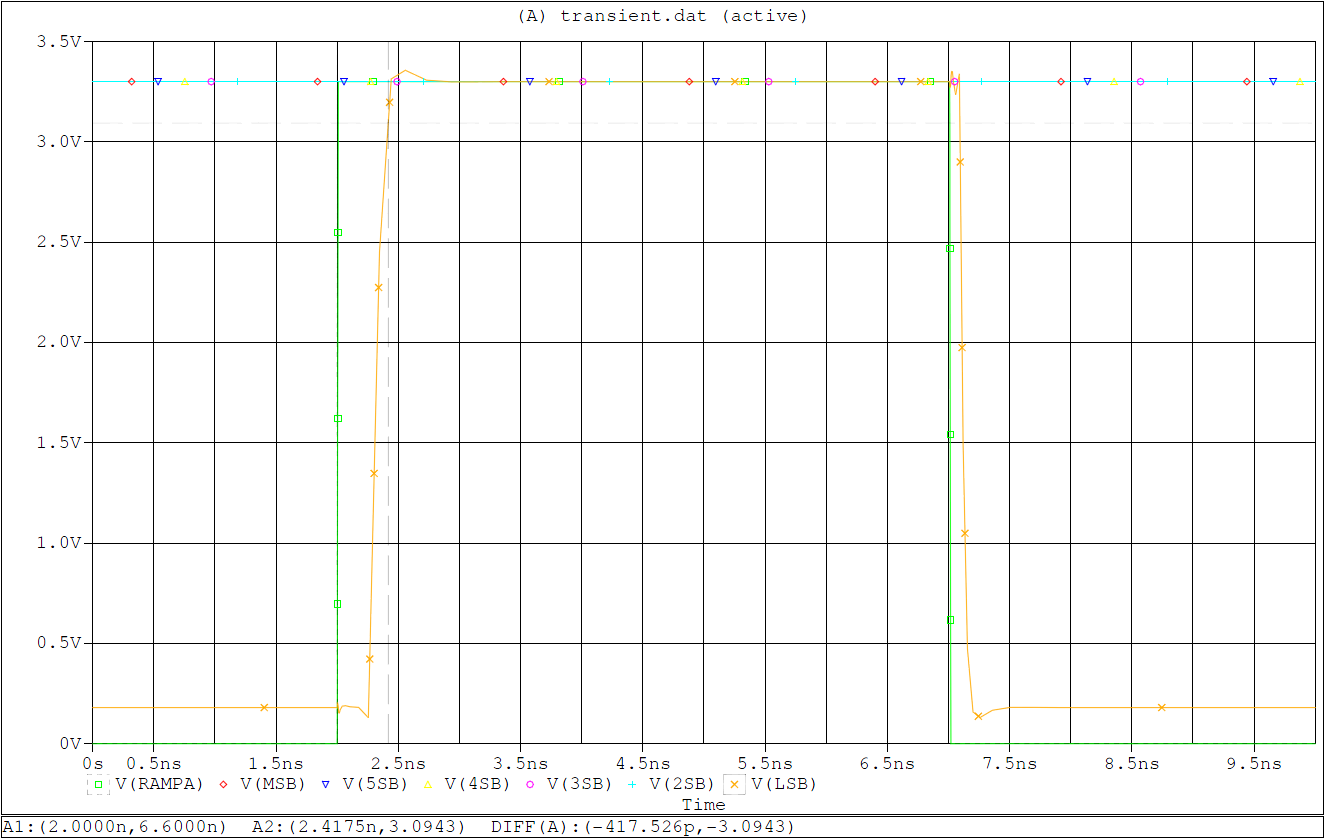 (A) transient.dat (active)
3.5V
3.0V
2.5V
2.0V
1.5V
1.0V
0.5V
0V
0s 0.5ns 1.5ns 2.5ns 3.5ns 4.5ns 5.5ns 6.5ns 7.5ns 8.5ns 9.5ns
V(RAMPA) V(MSB) V(5SB) V(4SB) V(3SB) V(2SB) V(LSB)
Time
A1:(2.0000n,6.6000n) A2:(2.4175n,3.0943) DIFF(A):(-417.526p,-3.0943)